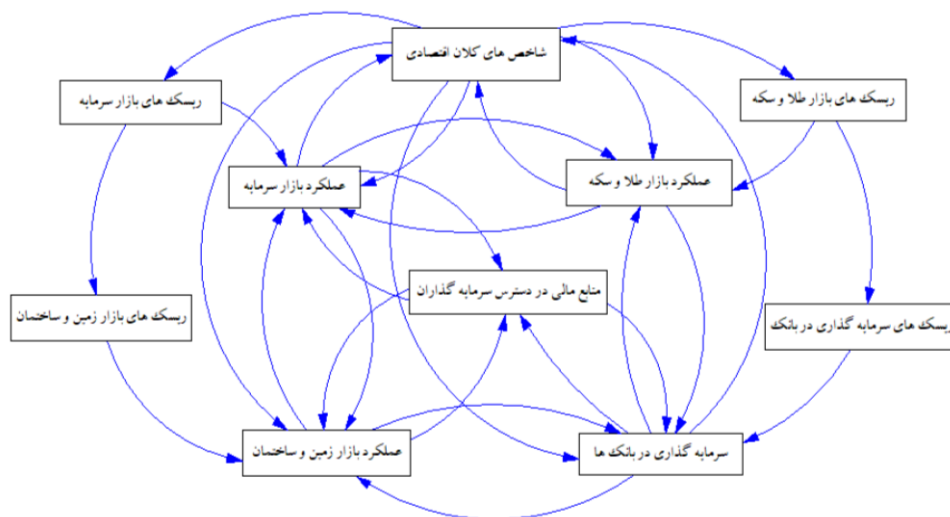 شاخص های کلان اقتصادی
ریسک های بازار طلا و سکه
ریسک های بازار سرمایه
عملکرد بازار طلا و سکه
عملکرد بازار سرمایه
منابع مالی در دسترس سرمایه گذاران
ریسک های سرمایه گذاری در بانک
ریسک های بازار زمین و ساختمان
سرمایه گذاری در بانک ها
عملکرد بازار زمین و ساختمان